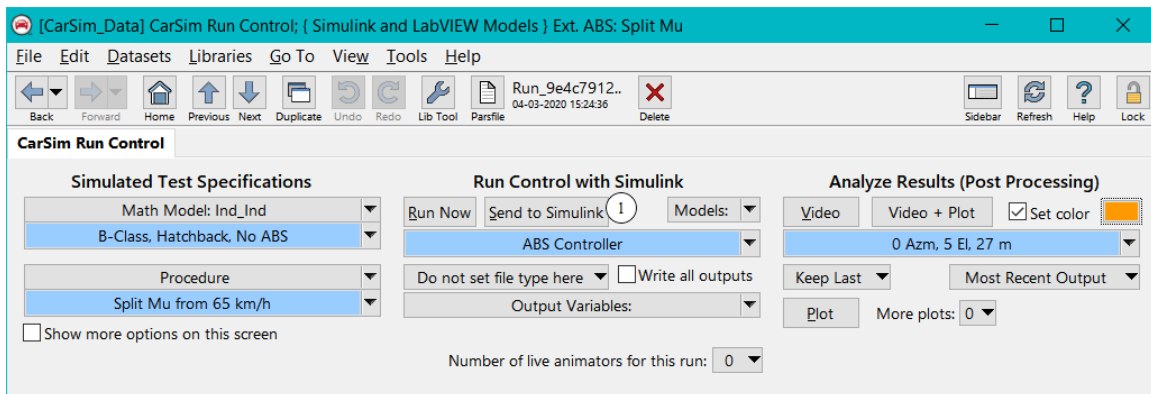 [CarSim_Data] CarSim Run Control; { Simulink and LabVIEW Models } Ext. ABS: Split Mu
File Edit Datasets Libraries Go To View Tools Help
Back Forward Home Previous Next Duplicate Undo Redo Lib Tool Parsfile Run_9e4c7912.. 04-03-2020 15:24:36 Delete Sidebar Refresh Help Lock
CarSim Run Control
Simulated Test Specifications
Math Model: Ind_Ind
B-Class, Hatchback, No ABS
Procedure
Split Mu from 65 km/h
Show more options on this screen
Run Control with Simulink
Run Now Send to Simulink 1 Models:
ABS Controller
Do not set file type here Write all outputs
Output Variables:
Number of live animators for this run: 0
Analyze Results (Post Processing)
Video Video + Plot Set color
0 Azm, 5 El, 27 m
Keep Last Most Recent Output
Plot More plots: 0